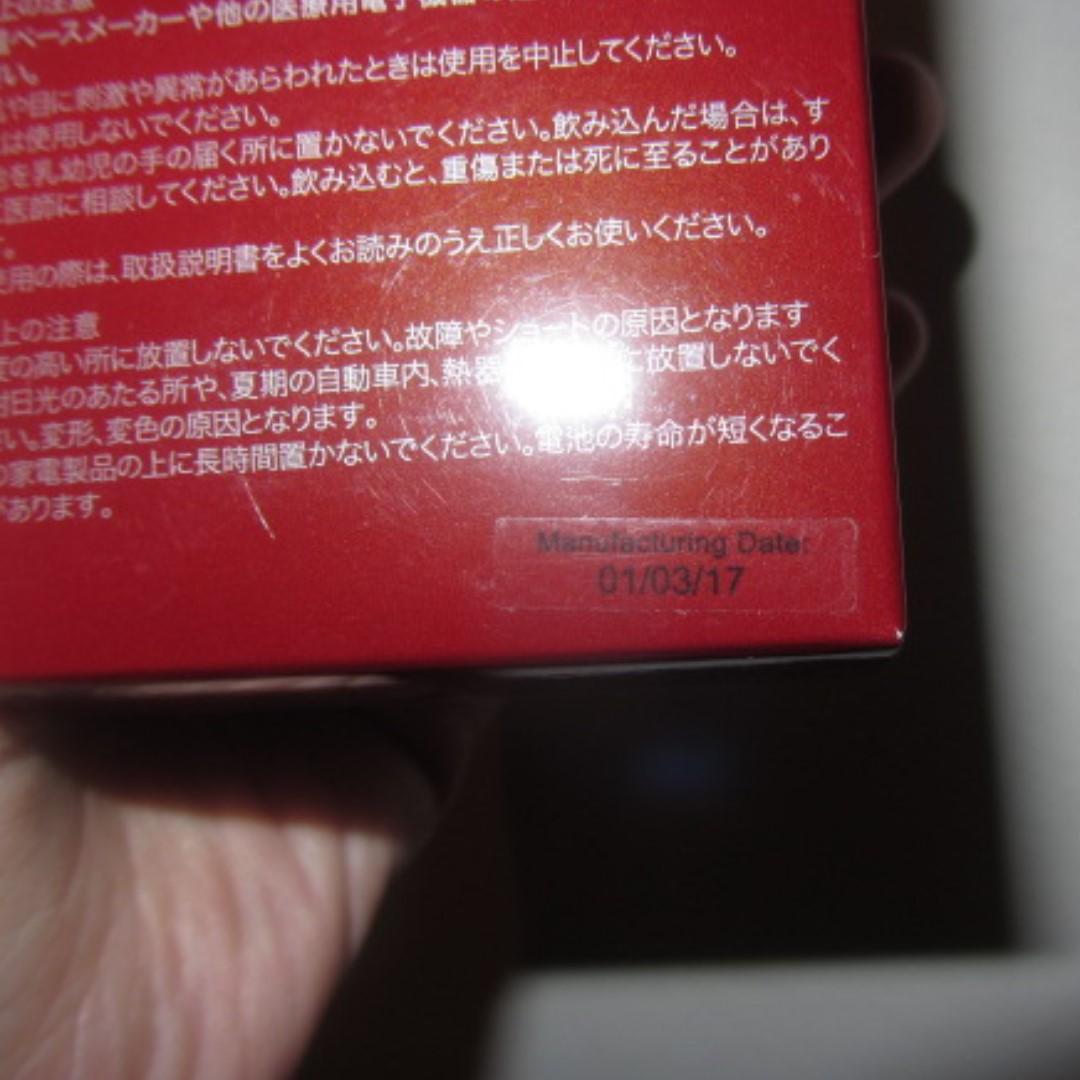 上の注意
ペースメーカーや他の医療用電子機器
い。
や目に刺激や異常があらわれたときは使用を中止してください。
は使用しないでください。
を乳幼児の手の届く所に置かないでください。飲み込んだ場合は、す
医師に相談してください。飲み込むと、重傷または死に至ることがあり
。
使用の際は、取扱説明書をよくお読みのうえ正しくお使いください。
上の注意
度の高い所に放置しないでください。故障やショートの原因となります
射日光のあたる所や、夏期の自動車内、熱器に放置しないでく
い。変形、変色の原因となります。
の家電製品の上に長時間置かないでください。電池の寿命が短くなるこ
があります。
Manufacturing Date:
01/03/17